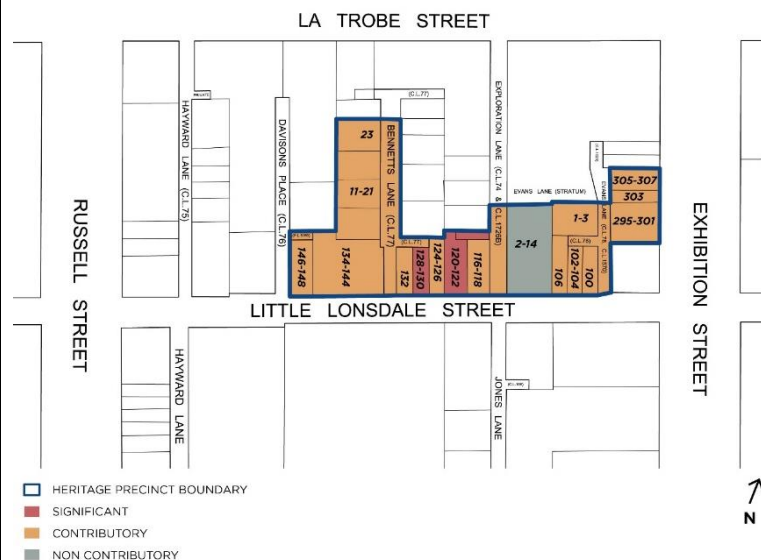 LA TROBE STREET
HAYWARD LANE (C.L.75)
DAVISONS PLACE (C.L.76)
BENNETTS LANE (C.L.77)
(C.L.77)
EXPLORATION LANE (C.L.74 & C.L.1726B)
EVANS LANE (STRATUM)
RUSSELL STREET
EXHIBITION STREET
23
11-21
146-148
134-144
132
(C.L.77)
128-130
124-126
120-122
116-118
2-14
1-3
106
(C.L.78)
102-104
100
305-307
303
295-301
LITTLE LONSDALE STREET
HAYWARD LANE
JONES LANE
HERITAGE PRECINCT BOUNDARY
SIGNIFICANT
CONTRIBUTORY
NON CONTRIBUTORY
N